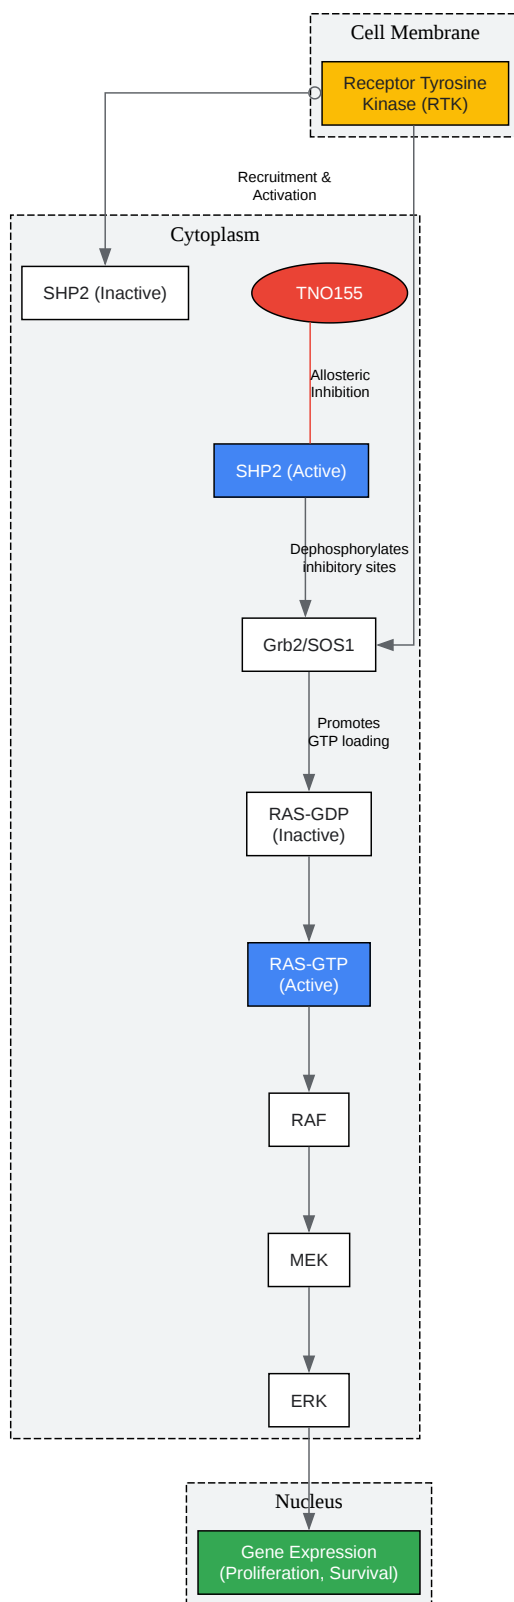 Cell Membrane
Receptor Tyrosine
Kinase (RTK)
Recruitment &
Activation
Cytoplasm
SHP2 (Inactive)
TNO155
Allosteric
Inhibition
SHP2 (Active)
Dephosphorylates
inhibitory sites
Grb2/SOS1
Promotes
GTP loading
RAS-GDP
(Inactive)
RAS-GTP
(Active)
RAF
MEK
ERK
Nucleus
Gene Expression
(Proliferation, Survival)